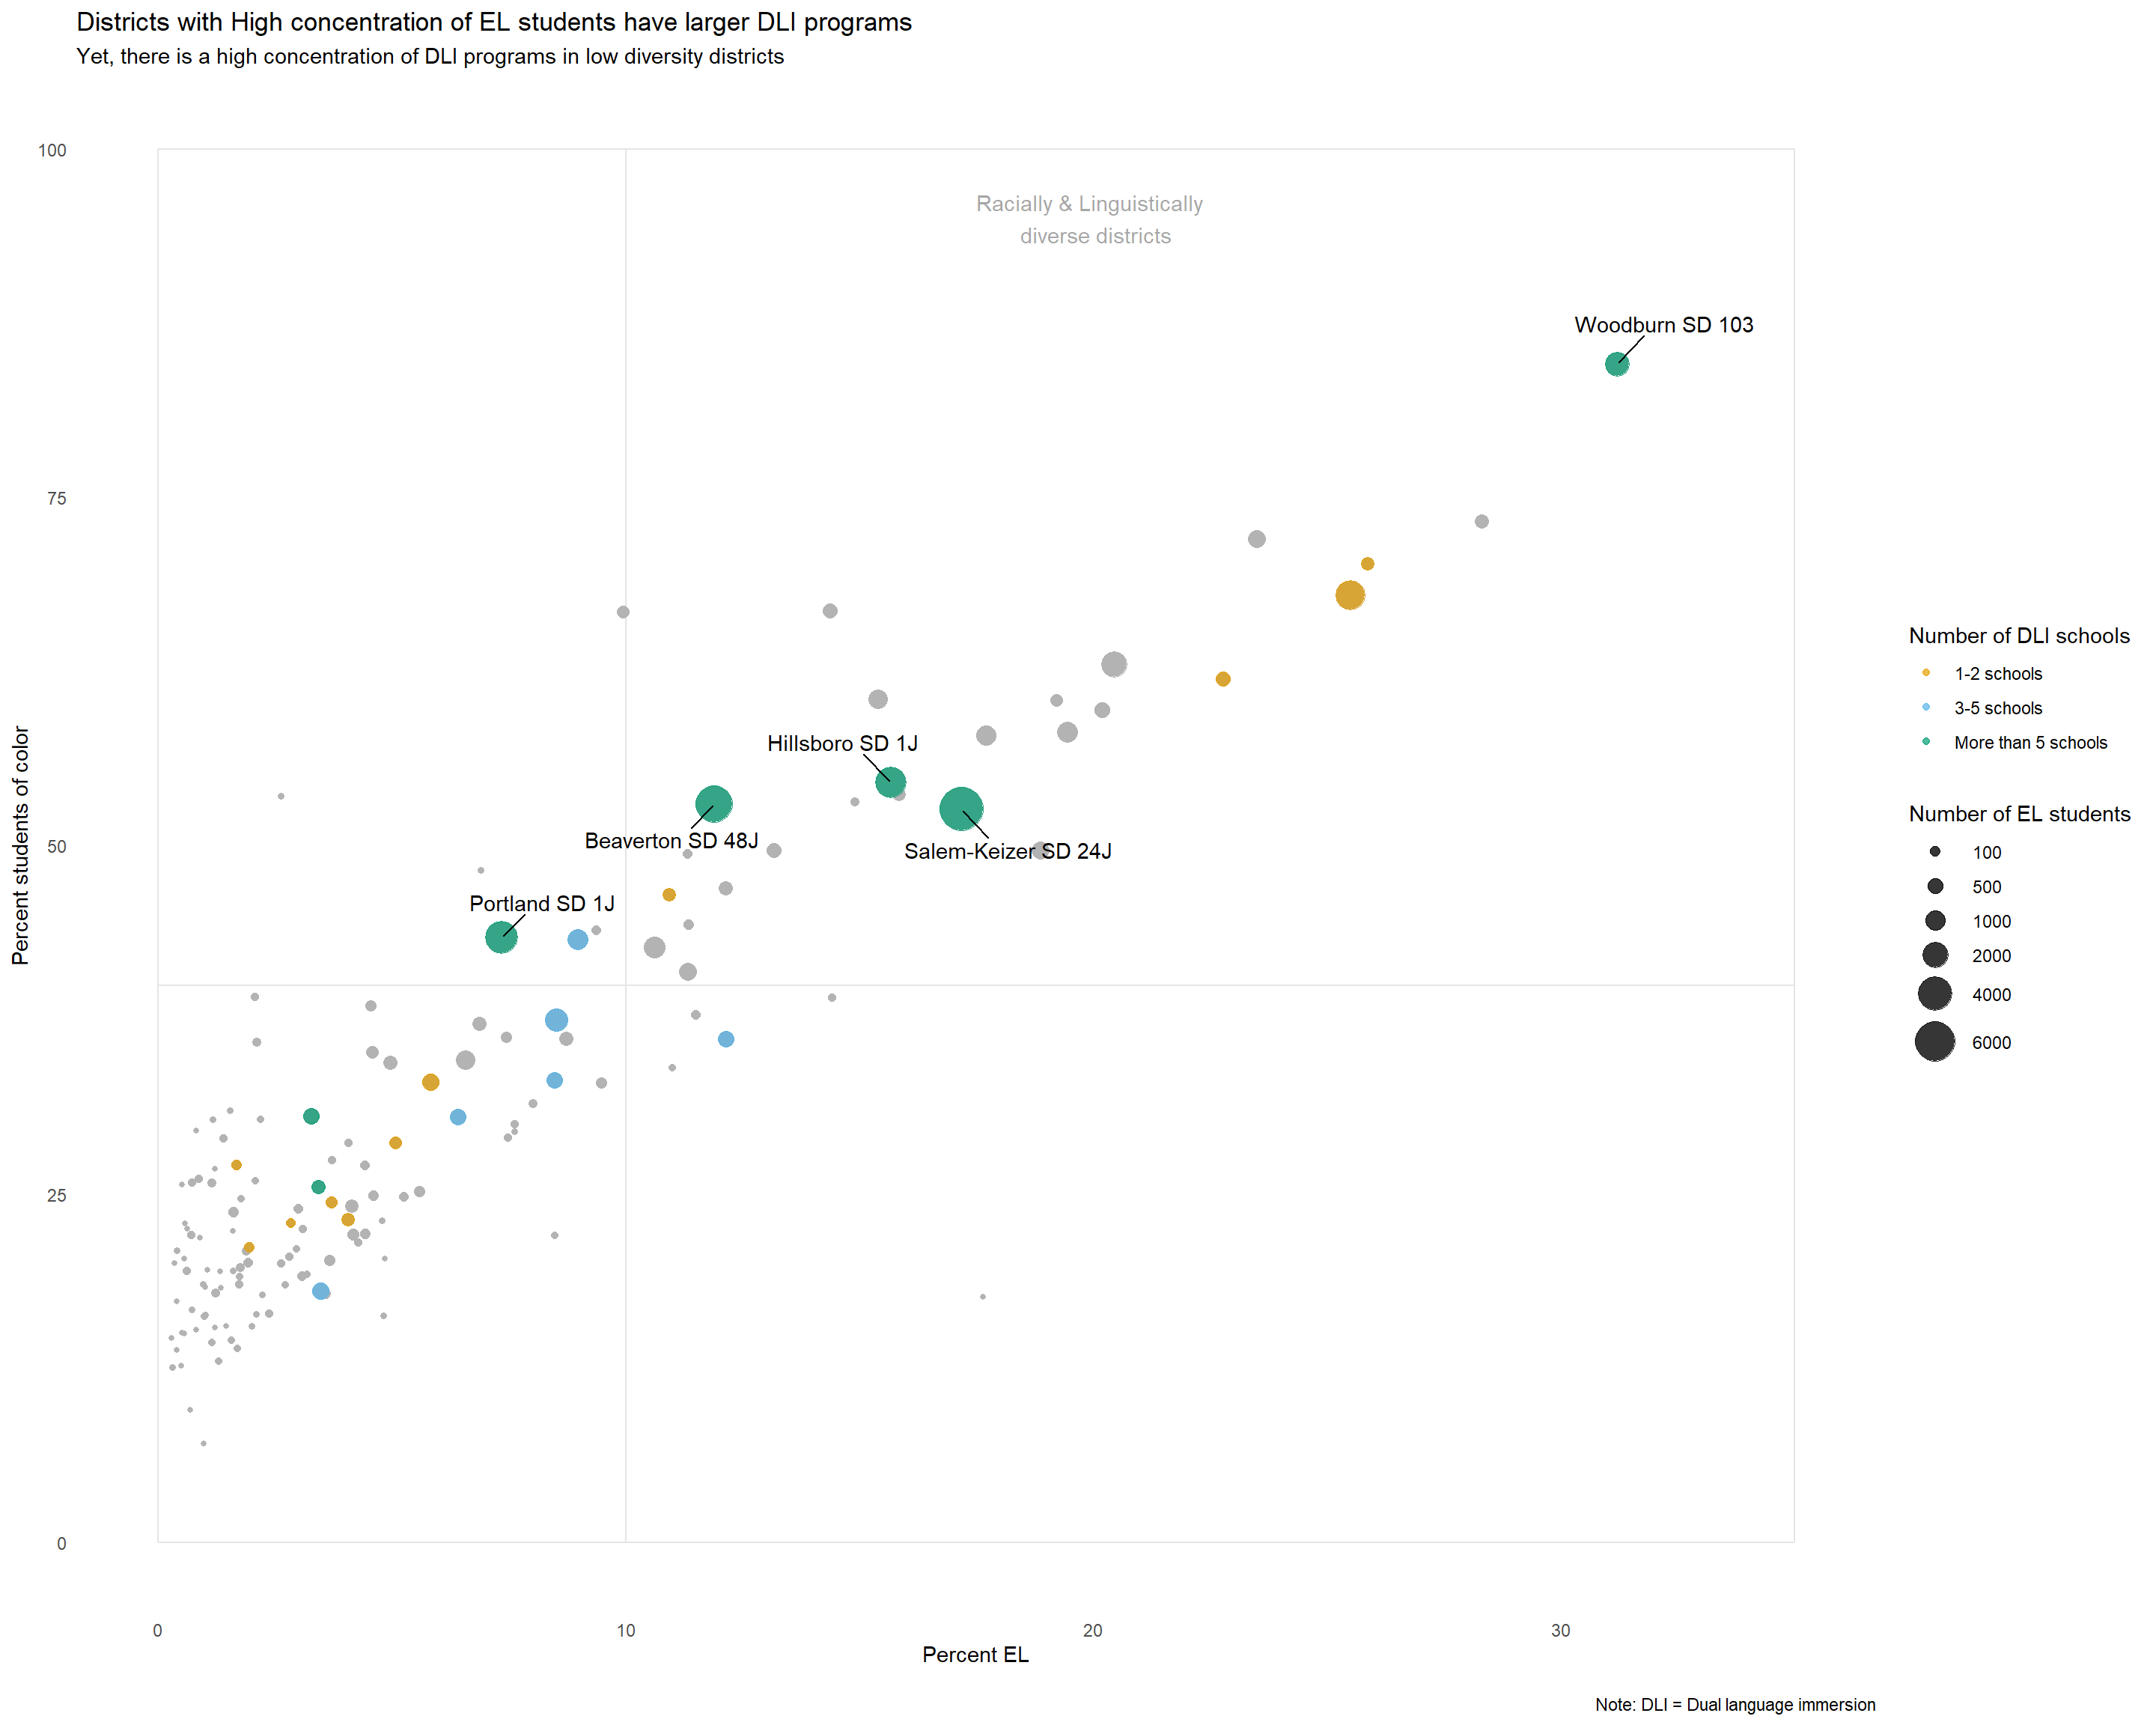 Districts with High concentration of EL students have larger DLI programs
Yet, there is a high concentration of DLI programs in low diversity districts
100
75
50
25
0
Percent students of color
Racially & Linguistically
diverse districts
Woodburn SD 103
Hillsboro SD 1J
Beaverton SD 48J
Salem-Keizer SD 24J
Portland SD 1J
0
10
20
30
Percent EL
Number of DLI schools
1-2 schools
3-5 schools
More than 5 schools
Number of EL students
100
500
1000
2000
4000
6000
Note: DLI = Dual language immersion